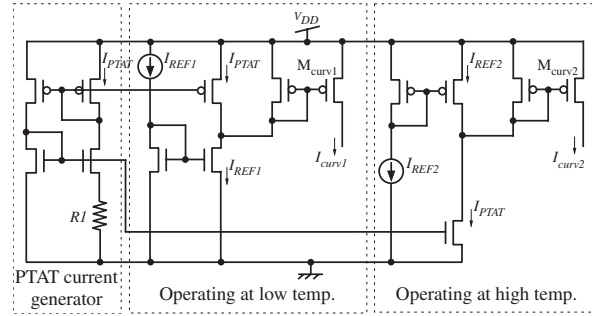 V_DD
I_PTAT
I_REF1
I_PTAT
M_curv1
I_REF2
M_curv2
I_REF1
I_curv1
I_REF2
I_curv2
I_PTAT
R1
PTAT current
generator
Operating at low temp.
Operating at high temp.